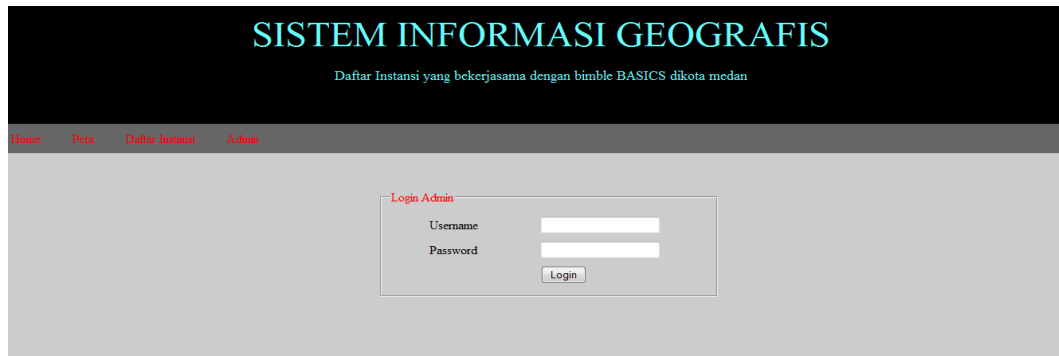 SISTEM INFORMASI GEOGRAFIS
Daftar Instansi yang bekerjasama dengan bimble BASICS dikota medan
Home Peta Daftar Instansi Admin
Login Admin
Username
Password
Login